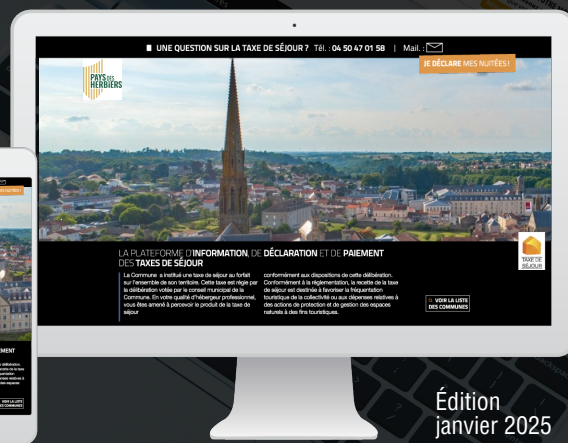 UNE QUESTION SUR LA TAXE DE SÉJOUR ? Tél. : 04 50 47 01 58 | Mail. :
JE DÉCLARE MES NUITÉES !
PAYS DES
HERBIERS
LA PLATEFORME D'INFORMATION, DE DÉCLARATION ET DE PAIEMENT
DES TAXES DE SÉJOUR
La Commune a institué une taxe de séjour au forfait
sur l'ensemble de son territoire. Cette taxe est régie par
la délibération votée par le conseil municipal de la
Commune. En votre qualité d'hébergeur professionnel,
vous êtes amené à percevoir le produit de la taxe de
séjour
conformément aux dispositions de cette délibération.
Conformément à la réglementation, la recette de la taxe
de séjour est destinée à favoriser la fréquentation
touristique de la collectivité ou aux dépenses relatives à
des actions de protection et de gestion des espaces
naturels à des fins touristiques.
TAXE DE
SÉJOUR
VOIR LA LISTE
DES COMMUNES
VOIR LA LISTE
DES COMMUNES
Édition
janvier 2025